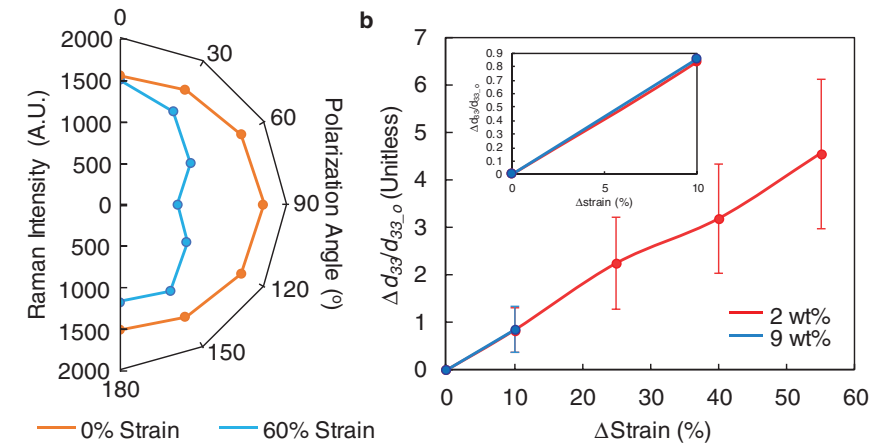 0
2000
1500
1000
500
0
500
1000
1500
2000
180
30
60
90
120
150
Raman Intensity (A.U.)
Polarization Angle (º)
0% Strain
60% Strain
b
7
6
5
4
3
2
1
0
Δ d33/d33_o (Unitless)
0 10 20 30 40 50 60
ΔStrain (%)
2 wt%
9 wt%
0.9
0.8
0.7
0.6
0.5
0.4
0.3
0.2
0.1
0
Δd33/d33_o
0 5 10
Δstrain (%)